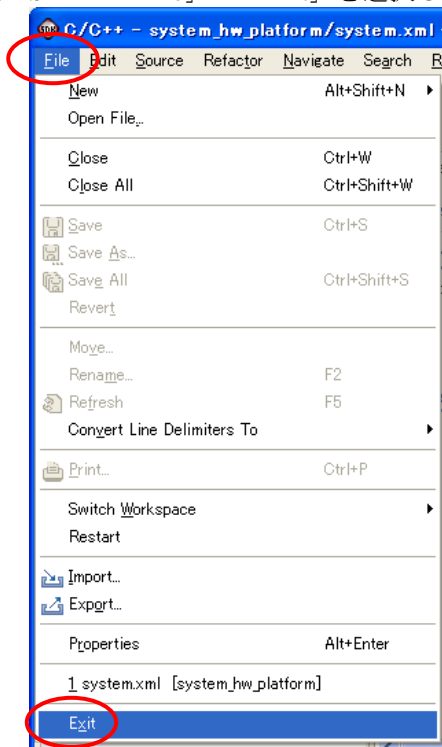 C/C++ - system_hw_platform/system.xml
File Edit Source Refactor Navigate Search R
New Alt+Shift+N
Open File...
Close Ctrl+W
Close All Ctrl+Shift+W
Save Ctrl+S
Save As...
Save All Ctrl+Shift+S
Revert
Move...
Rename... F2
Refresh F5
Convert Line Delimiters To
Print... Ctrl+P
Switch Workspace
Restart
Import...
Export...
Properties Alt+Enter
1 system.xml [system_hw_platform]
Exit